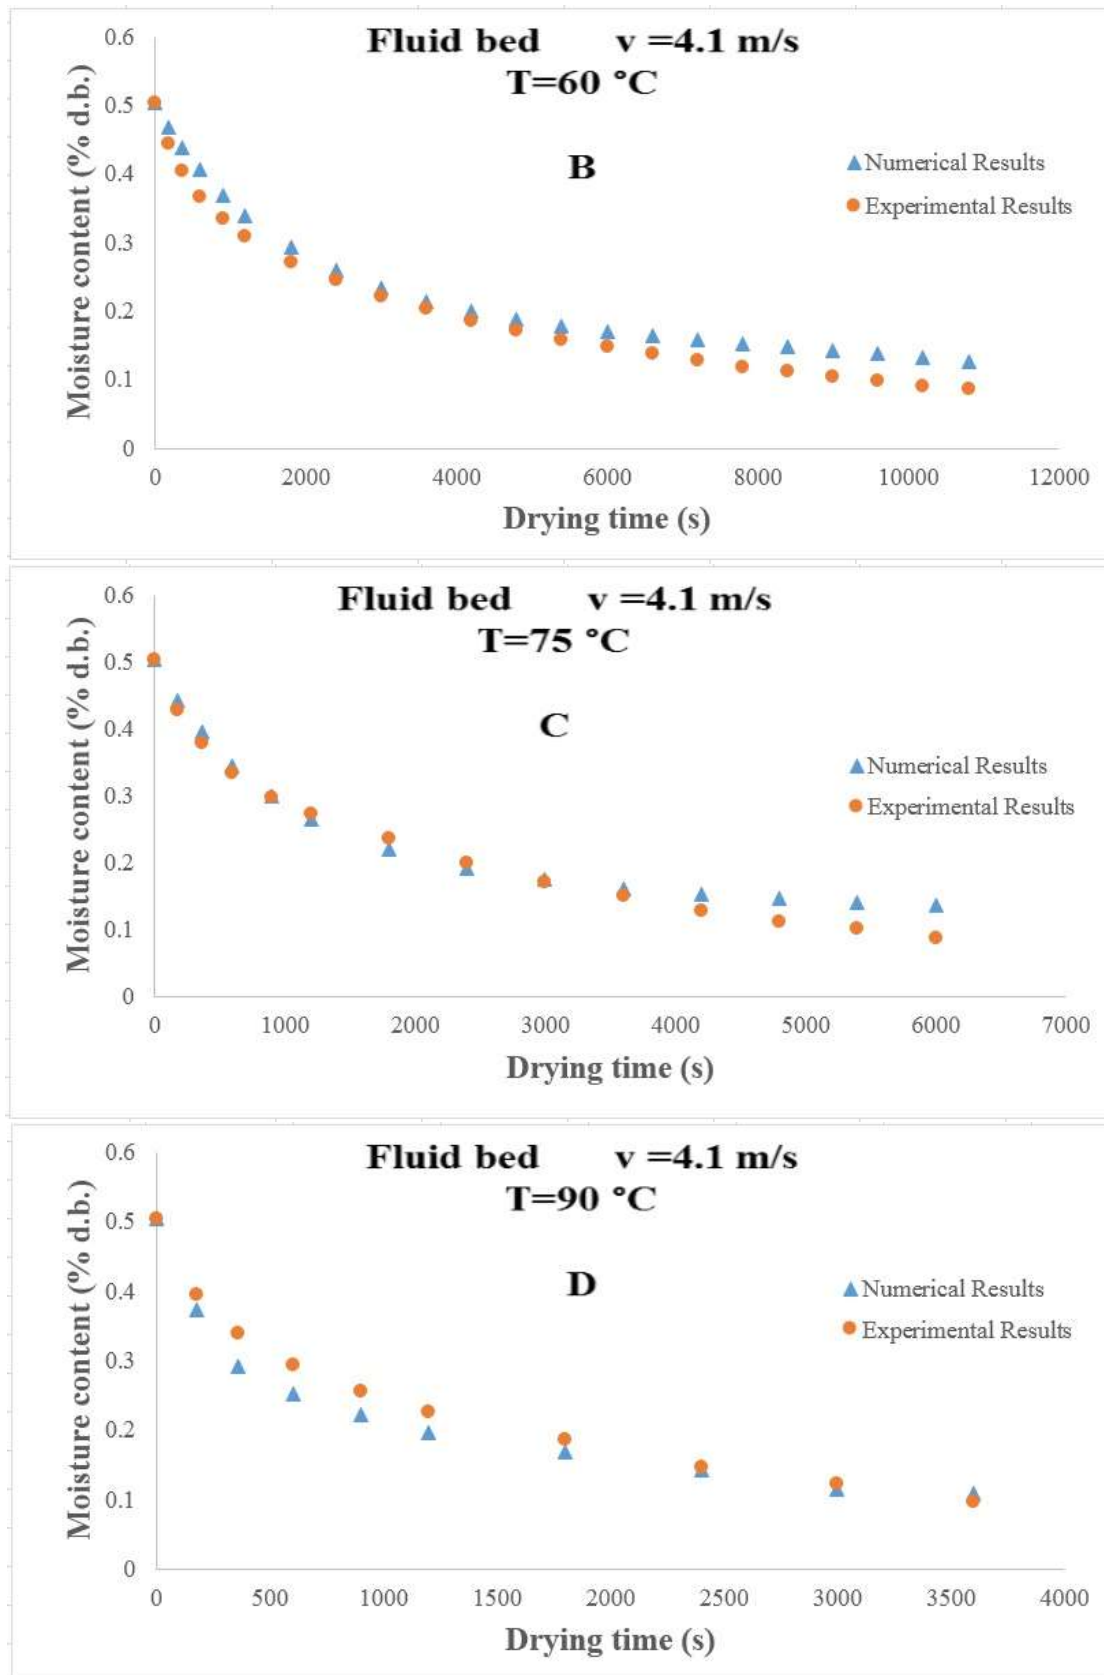 Fluid bed v =4.1 m/s
T=60 °C
B
Moisture content (% d.b.)
0.6
0.5
0.4
0.3
0.2
0.1
0
Numerical Results
Experimental Results
0 2000 4000 6000 8000 10000 12000
Drying time (s)
Fluid bed v =4.1 m/s
T=75 °C
C
Moisture content (% d.b.)
0.6
0.5
0.4
0.3
0.2
0.1
0
Numerical Results
Experimental Results
0 1000 2000 3000 4000 5000 6000 7000
Drying time (s)
Fluid bed v =4.1 m/s
T=90 °C
D
Moisture content (% d.b.)
0.6
0.5
0.4
0.3
0.2
0.1
0
Numerical Results
Experimental Results
0 500 1000 1500 2000 2500 3000 3500 4000
Drying time (s)